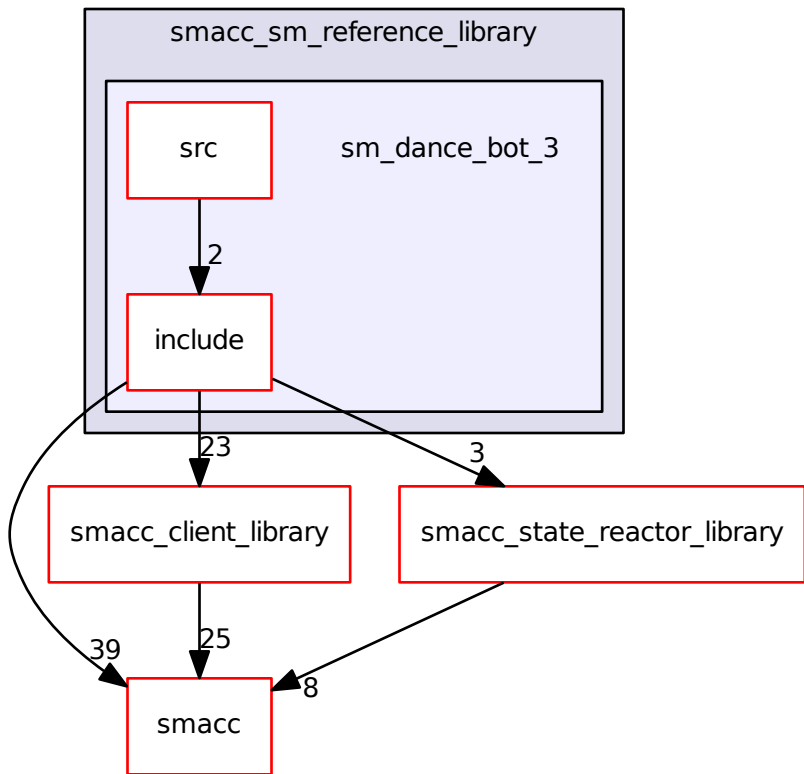 smacc_sm_reference_library
src
sm_dance_bot_3
2
include
23
3
smacc_client_library
smacc_state_reactor_library
39
25
8
smacc